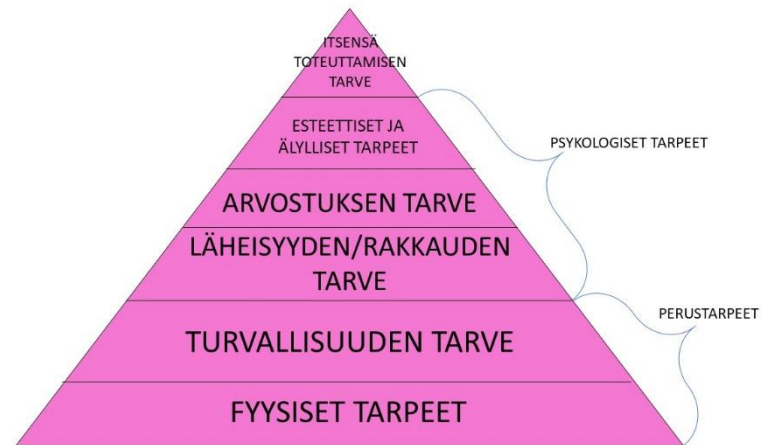 ITSENSÄ
TOTEUTTAMISEN
TARVE
ESTEETTISET JA
ÄLYLLISET TARPEET
PSYKOLOGISET TARPEET
ARVOSTUKSEN TARVE
LÄHEISYYDEN/RAKKAUDEN
TARVE
PERUSTARPEET
TURVALLISUUDEN TARVE
FYYSISET TARPEET